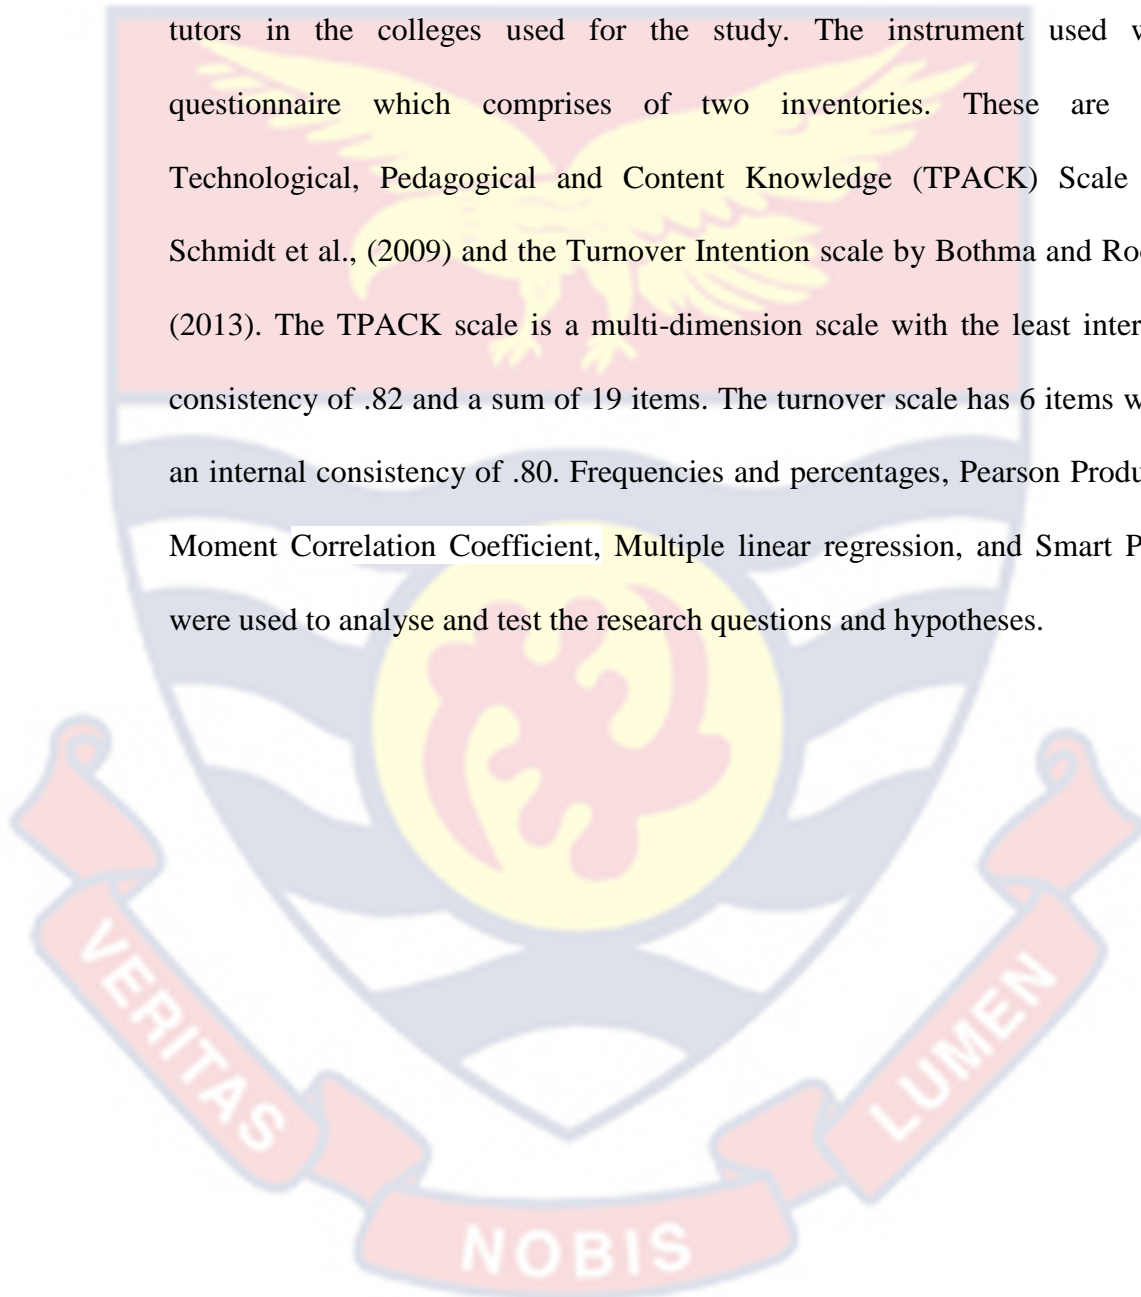 tutors in the colleges used for the study. The instrument used
questionnaire which comprises of two inventories. These are
Technological, Pedagogical and Content Knowledge (TPACK) Scale
Schmidt et al., (2009) and the Turnover Intention scale by Bothma and
(2013). The TPACK scale is a multi-dimension scale with the least
consistency of .82 and a sum of 19 items. The turnover scale has 6 items
an internal consistency of .80. Frequencies and percentages, Pearson
Moment Correlation Coefficient, Multiple linear regression, and Smart
were used to analyse and test the research questions and hypotheses.
VERITAS
NOBIS
LUMEN